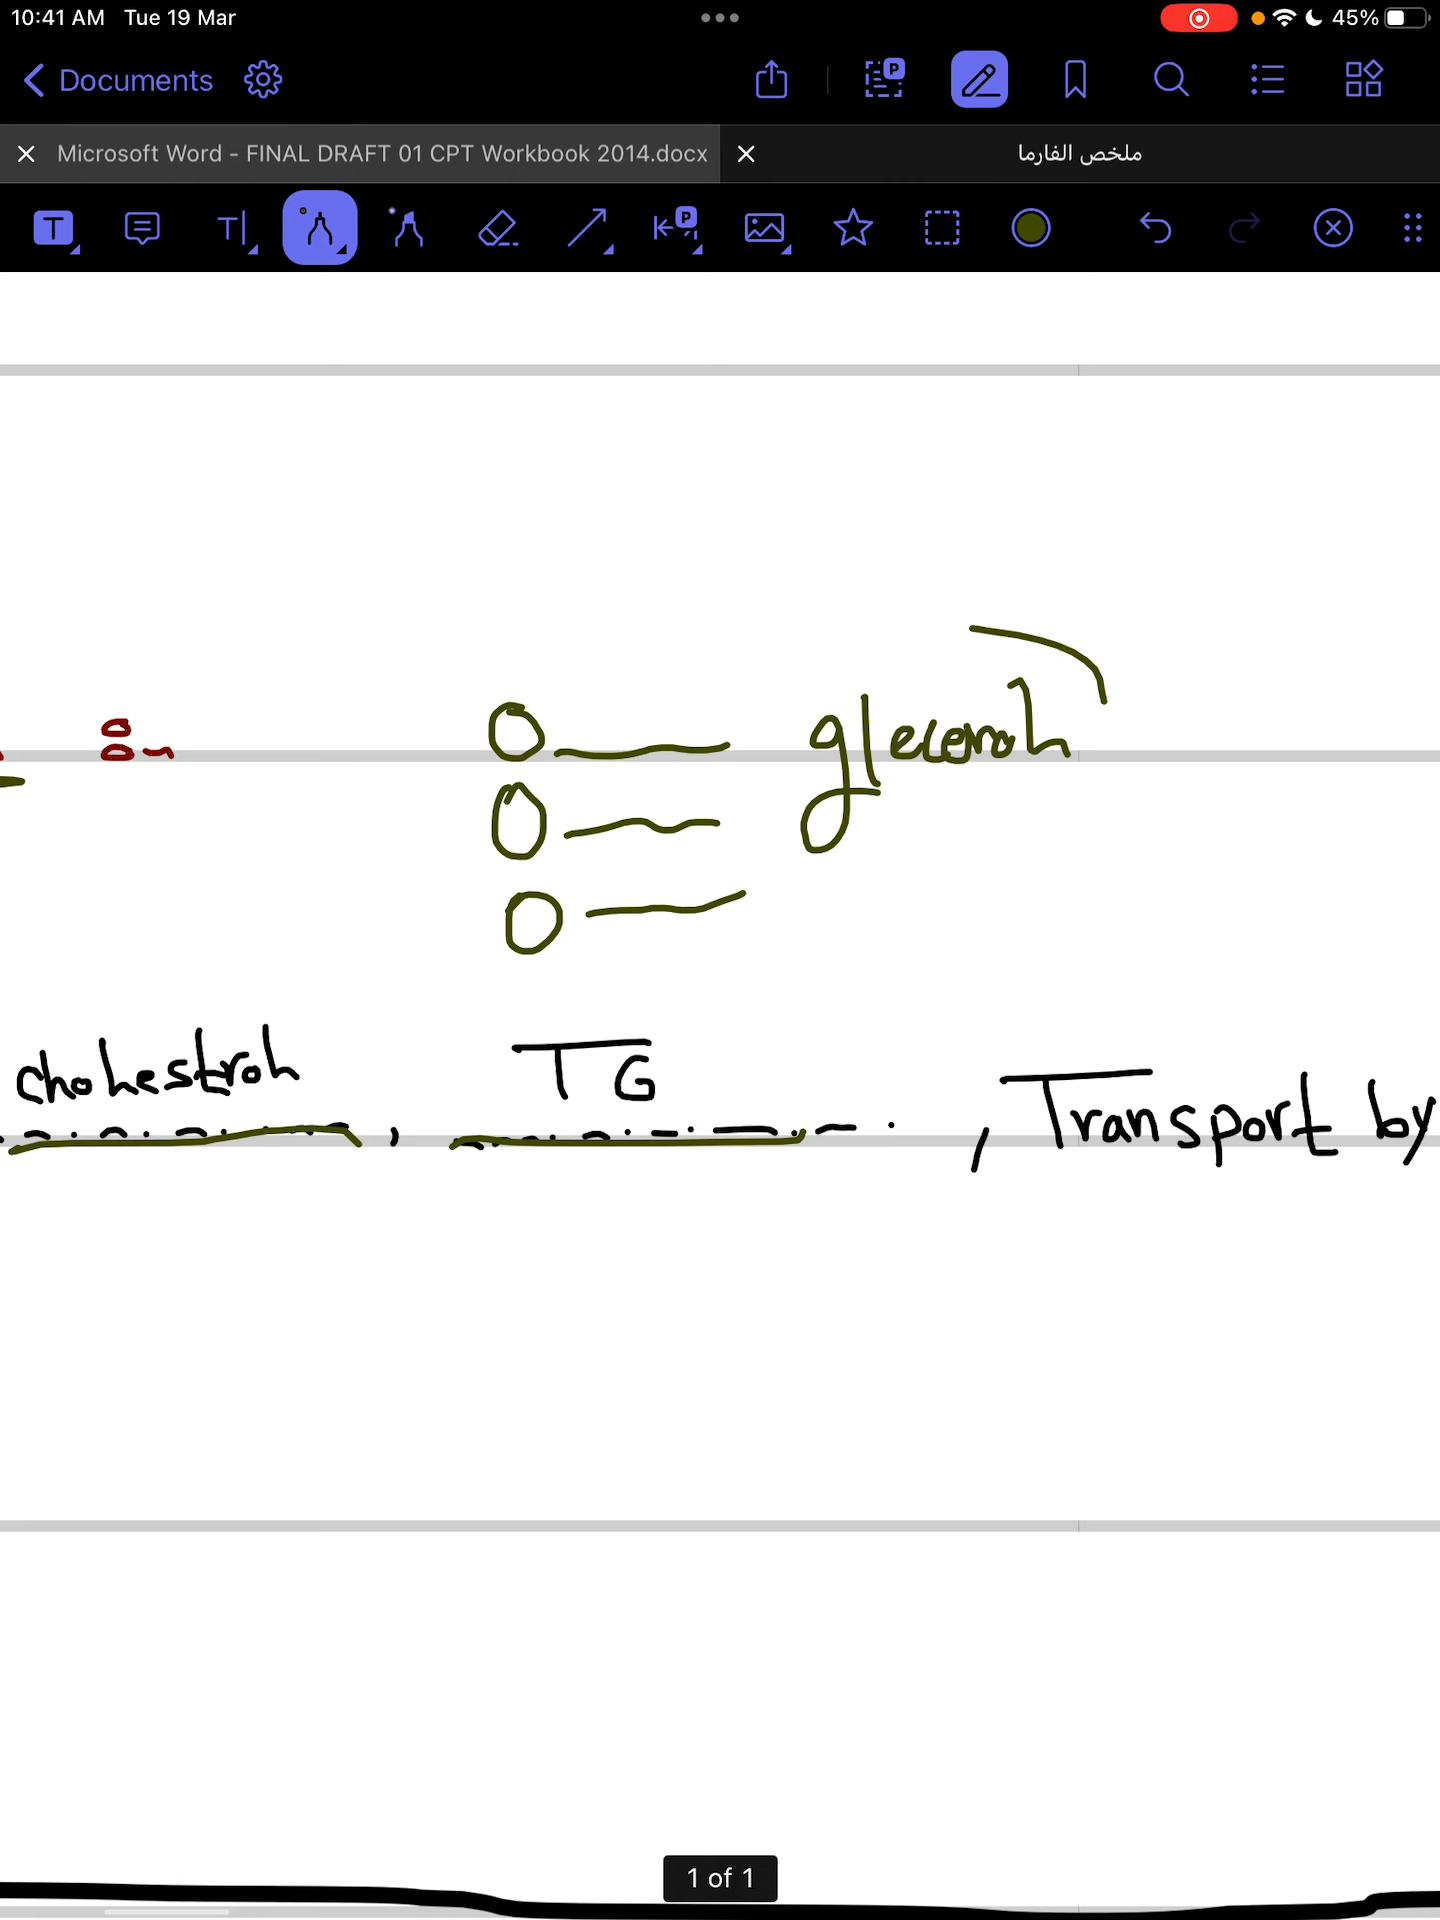 10:41 AM Tue 19 Mar
45%
Documents
Microsoft Word - FINAL DRAFT 01 CPT Workbook 2014.docx
ملخص الفارما
cholestrol
TG
, Transport by
1 of 1